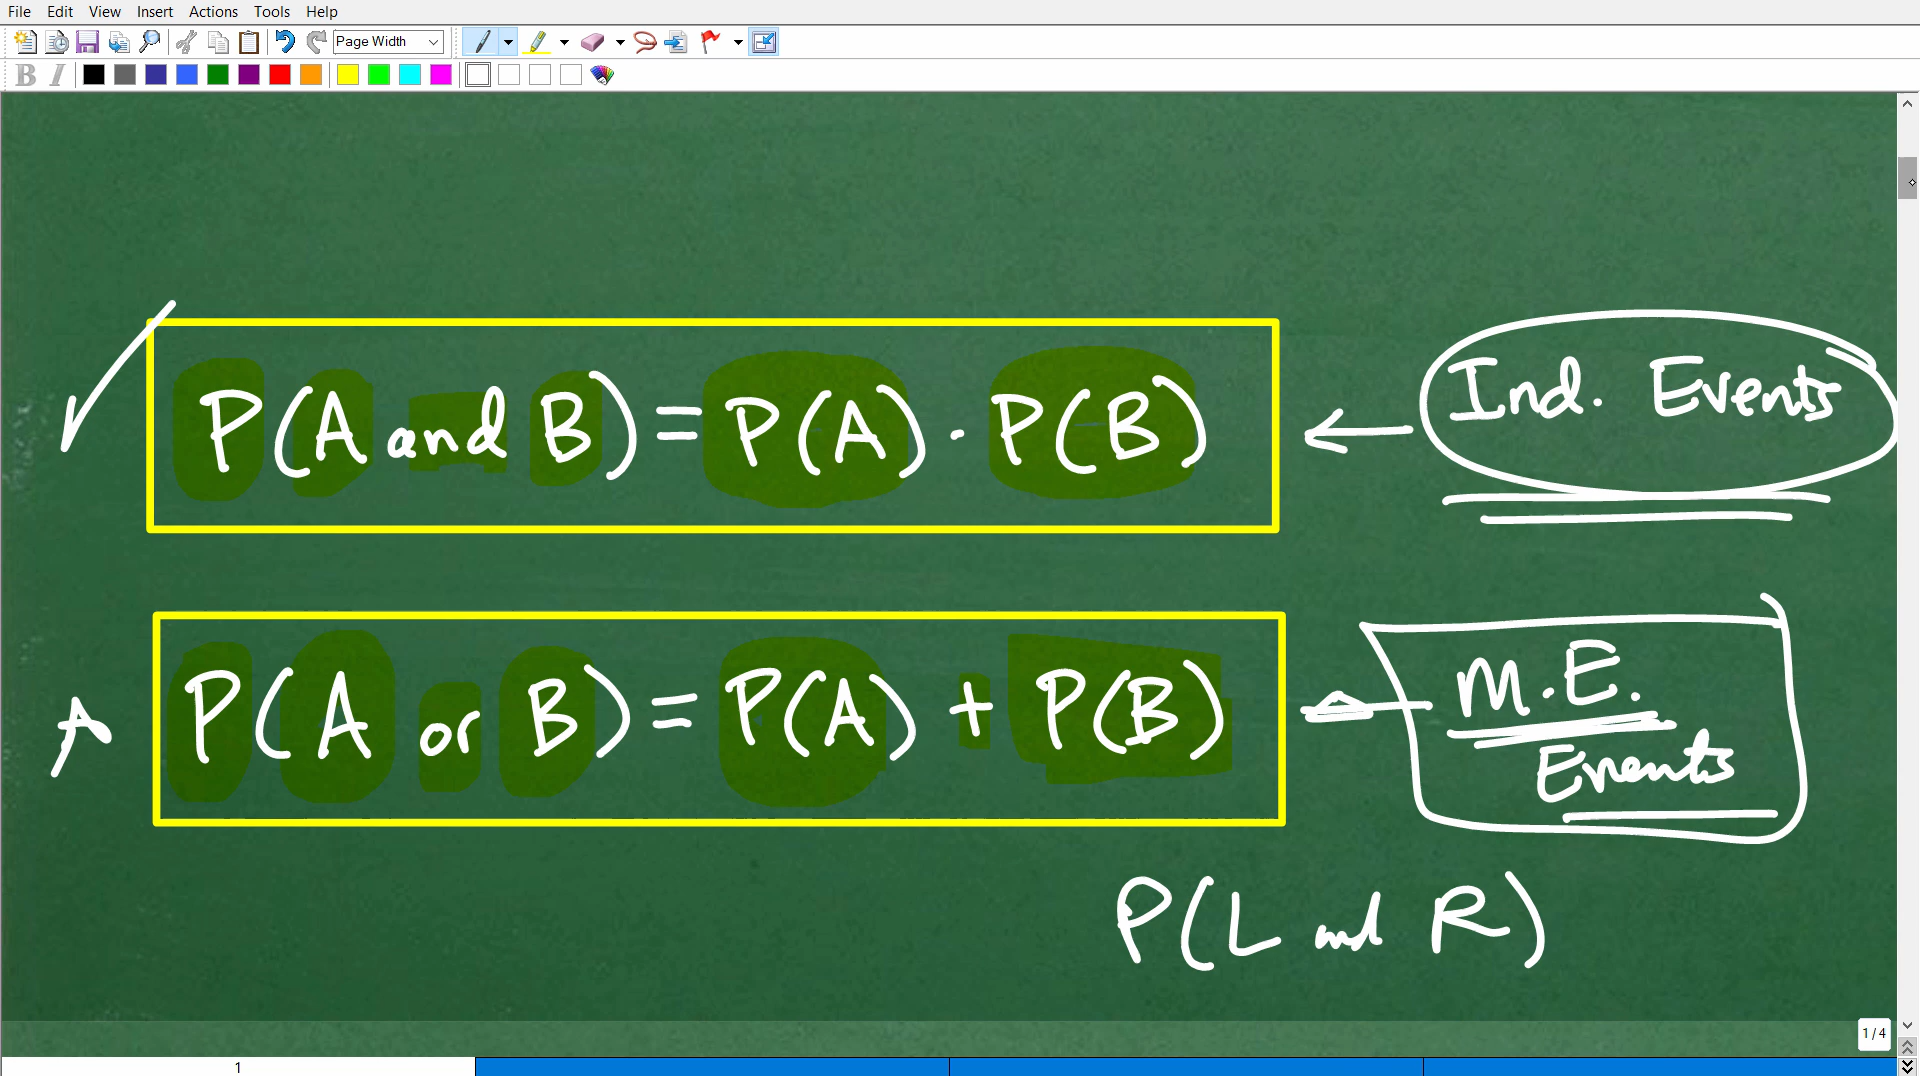 File Edit View Insert Actions Tools Help
Page Width
B I
P(A and B) = P(A) · P(B)
Ind. Events
P(A or B) = P(A) + P(B)
M.E.
Events
P(L and R)
1 / 4
1